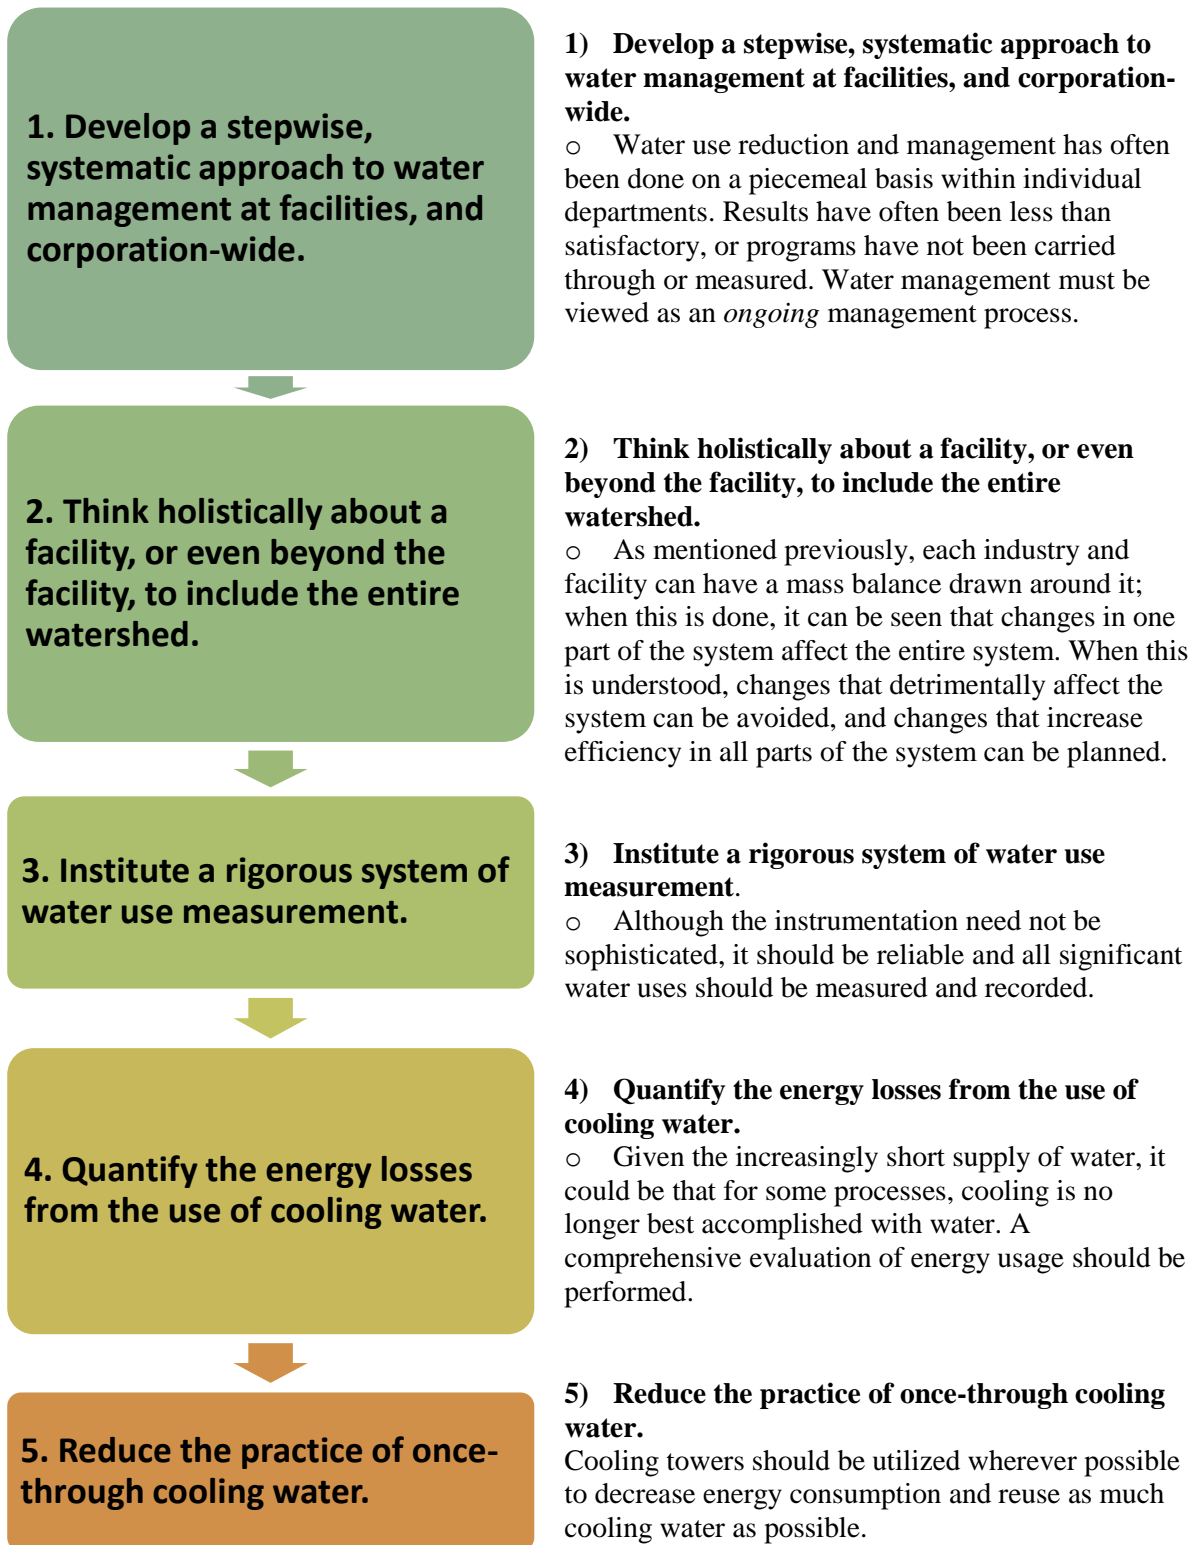 1. Develop a stepwise,
systematic approach to water
management at facilities, and
corporation-wide.
1) Develop a stepwise, systematic approach to
water management at facilities, and corporation-
wide.
o Water use reduction and management has often
been done on a piecemeal basis within individual
departments. Results have often been less than
satisfactory, or programs have not been carried
through or measured. Water management must be
viewed as an ongoing management process.
2. Think holistically about a
facility, or even beyond the
facility, to include the entire
watershed.
2) Think holistically about a facility, or even
beyond the facility, to include the entire
watershed.
o As mentioned previously, each industry and
facility can have a mass balance drawn around it;
when this is done, it can be seen that changes in one
part of the system affect the entire system. When this
is understood, changes that detrimentally affect the
system can be avoided, and changes that increase
efficiency in all parts of the system can be planned.
3. Institute a rigorous system of
water use measurement.
3) Institute a rigorous system of water use
measurement.
o Although the instrumentation need not be
sophisticated, it should be reliable and all significant
water uses should be measured and recorded.
4. Quantify the energy losses
from the use of cooling water.
4) Quantify the energy losses from the use of
cooling water.
o Given the increasingly short supply of water, it
could be that for some processes, cooling is no
longer best accomplished with water. A
comprehensive evaluation of energy usage should be
performed.
5. Reduce the practice of once-
through cooling water.
5) Reduce the practice of once-through cooling
water.
Cooling towers should be utilized wherever possible
to decrease energy consumption and reuse as much
cooling water as possible.